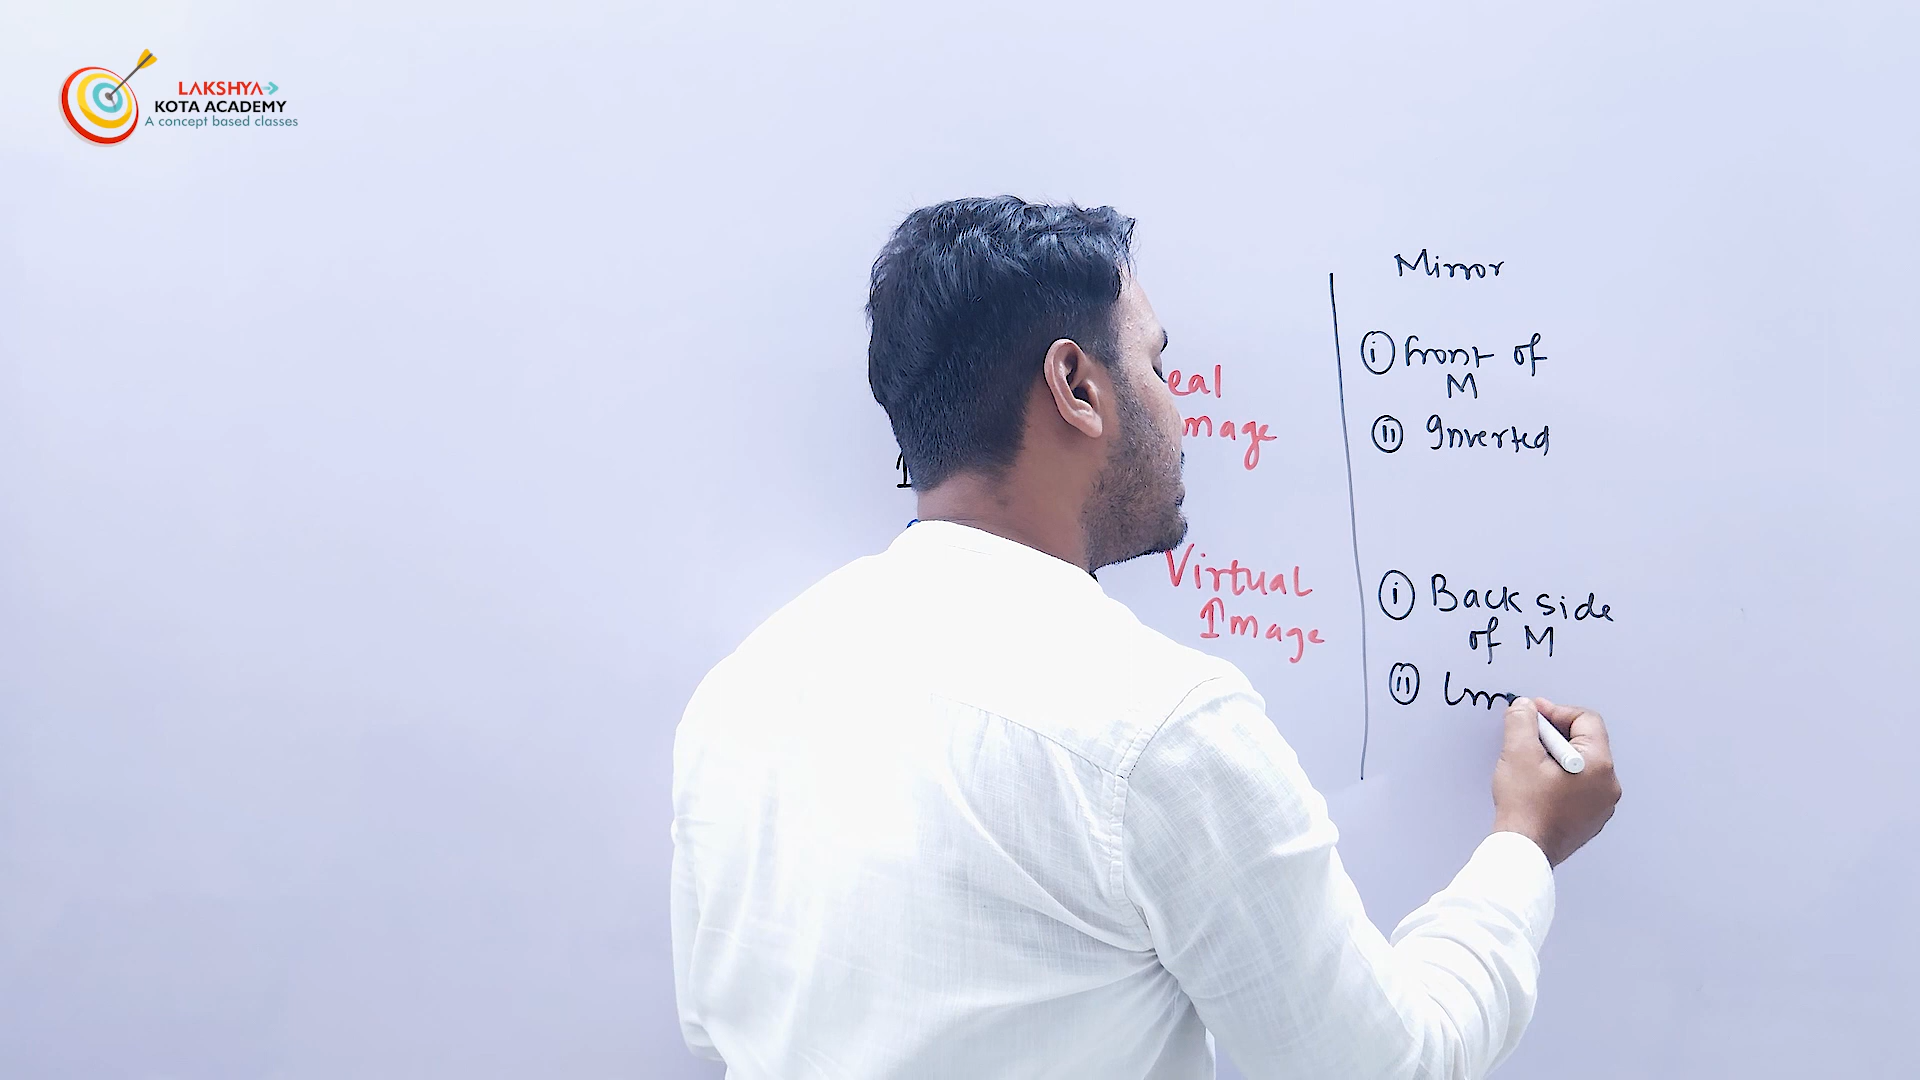 LAKSHYA
KOTA ACADEMY
A concept based classes
Mirror
eal
mage
(i) Front of
M
(ii) Inverted
Virtual
Image
(i) Back side
of M
(ii)